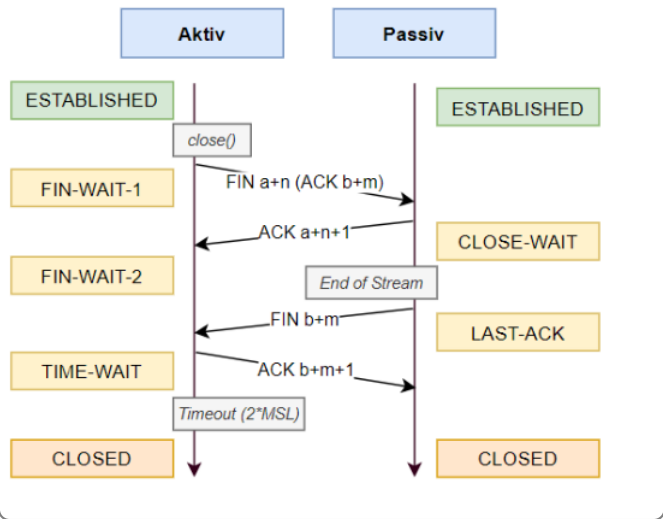 Aktiv
Passiv
ESTABLISHED
ESTABLISHED
close()
FIN a+n (ACK b+m)
FIN-WAIT-1
ACK a+n+1
CLOSE-WAIT
FIN-WAIT-2
End of Stream
FIN b+m
LAST-ACK
TIME-WAIT
ACK b+m+1
Timeout (2*MSL)
CLOSED
CLOSED